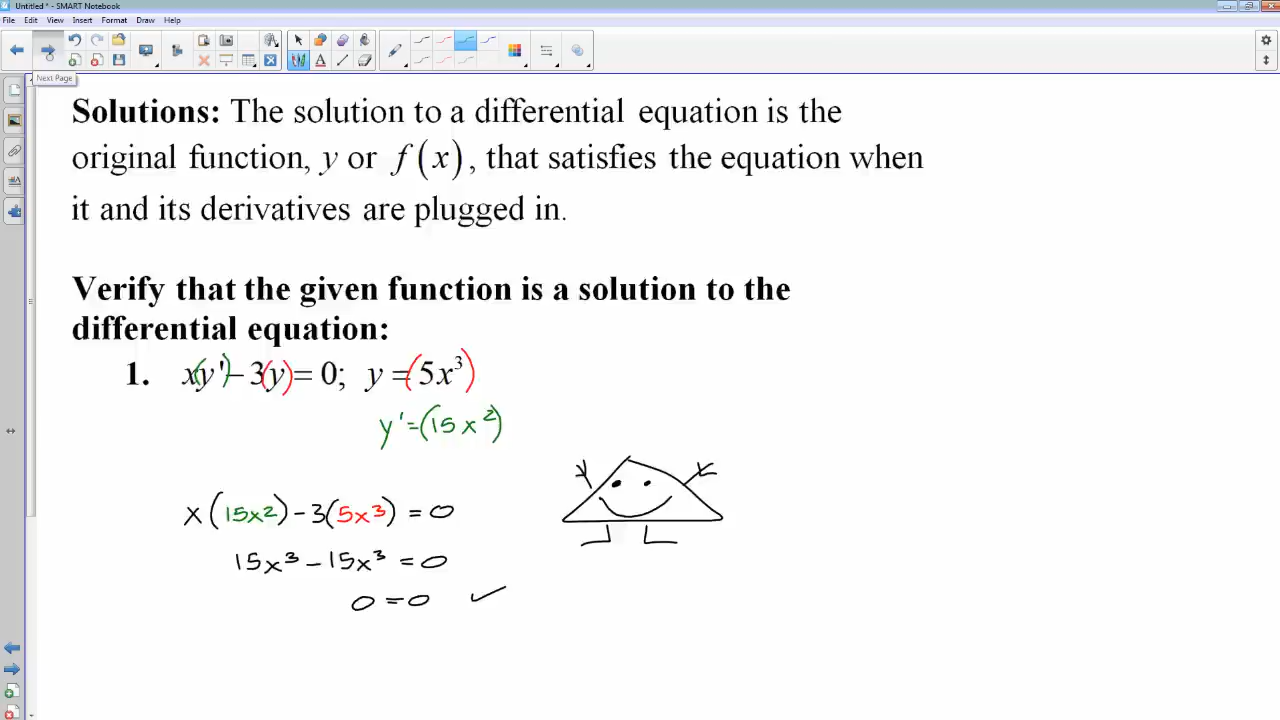 Untitled * - SMART Notebook
File Edit View Insert Format Draw Help
Next Page
Solutions: The solution to a differential equation is the
original function, y or f(x), that satisfies the equation when
it and its derivatives are plugged in.
Verify that the given function is a solution to the
differential equation:
1. x(y')− 3(y) = 0; y = (5x³)
y' = (15x²)
x(15x²) − 3(5x³) = 0
15x³ − 15x³ = 0
0 = 0 ✓